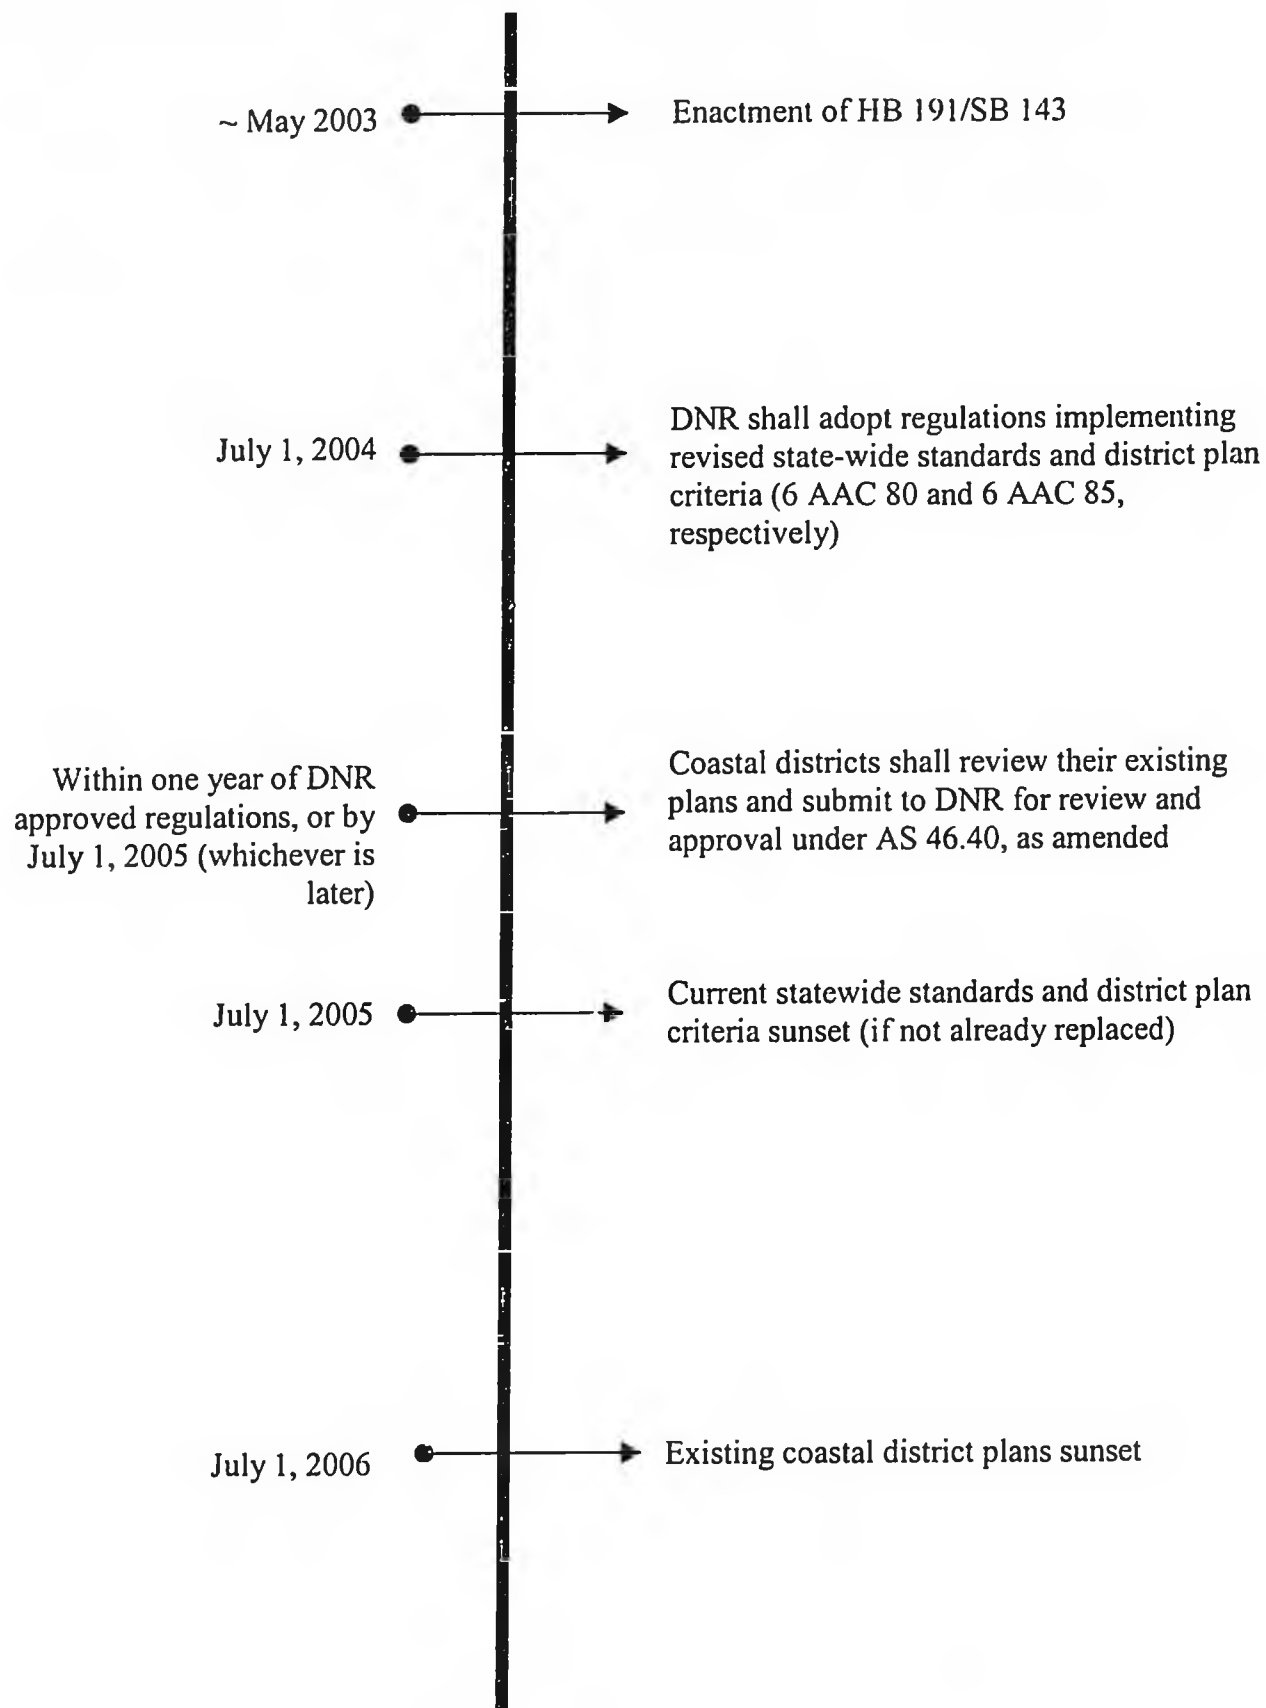 ~ May 2003
Enactment of HB 191/SB 143
July 1, 2004
DNR shall adopt regulations implementing
revised state-wide standards and district plan
criteria (6 AAC 80 and 6 AAC 85,
respectively)
Within one year of DNR
approved regulations, or by
July 1, 2005 (whichever is
later)
Coastal districts shall review their existing
plans and submit to DNR for review and
approval under AS 46.40, as amended
July 1, 2005
Current statewide standards and district plan
criteria sunset (if not already replaced)
July 1, 2006
Existing coastal district plans sunset